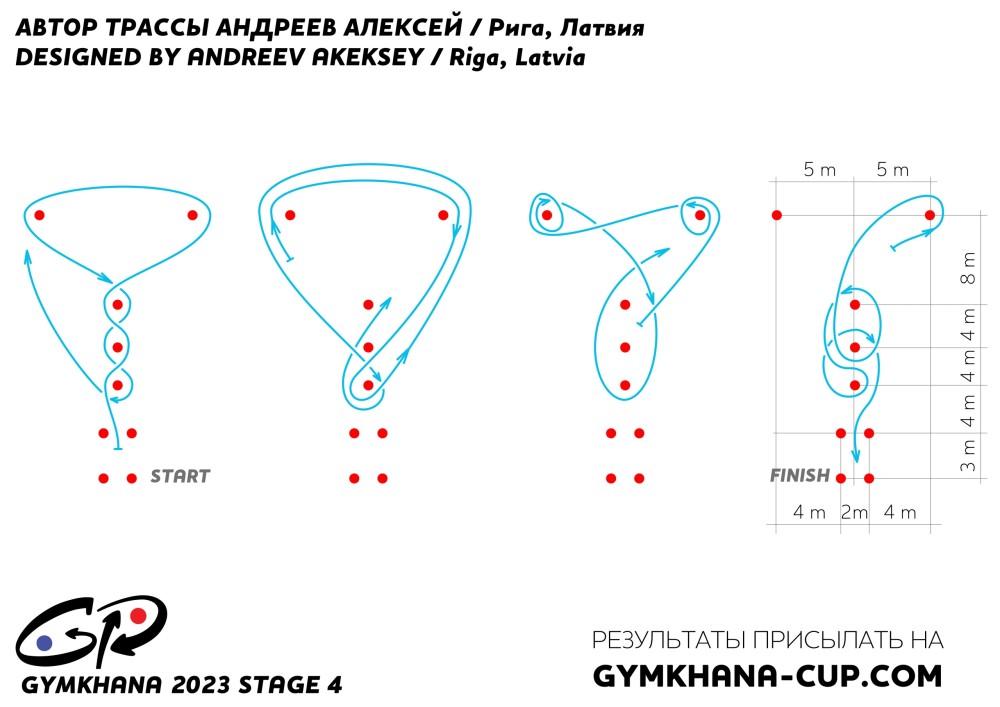 АВТОР ТРАССЫ АНДРЕЕВ АЛЕКСЕЙ / Рига, Латвия
DESIGNED BY ANDREEV AKEKSEY / Riga, Latvia
5 m 5 m
8 m
4 m
4 m
4 m
3 m
START
FINISH
4 m 2m 4 m
GP
GYMKHANA 2023 STAGE 4
РЕЗУЛЬТАТЫ ПРИСЫЛАТЬ НА
GYMKHANA-CUP.COM